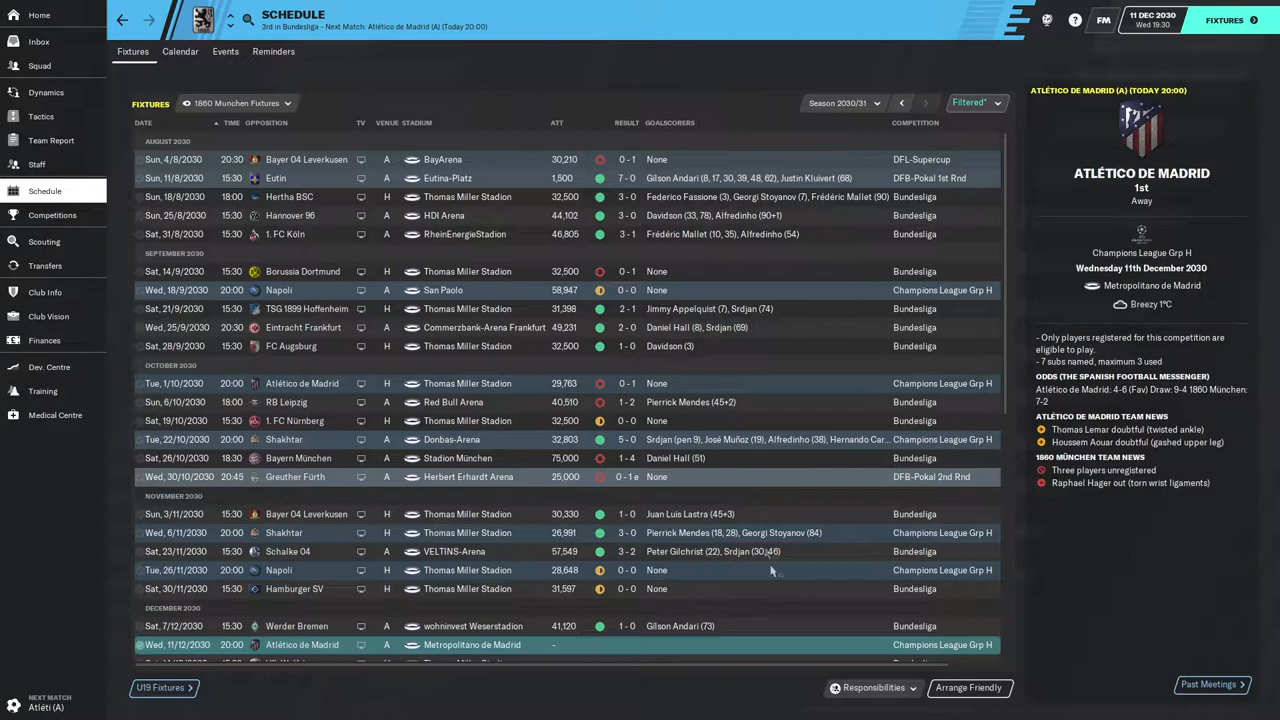 Home
SCHEDULE
3rd in Bundesliga - Next Match: Atlético de Madrid (A) (Today 20:00)
FM
11 DEC 2030
Wed 19:30
FIXTURES
Inbox
Squad
Dynamics
Tactics
Team Report
Staff
Schedule
Competitions
Scouting
Transfers
Club Info
Club Vision
Finances
Dev. Centre
Training
Medical Centre
NEXT MATCH
Atléti (A)
Fixtures Calendar Events Reminders
FIXTURES 1860 Munchen Fixtures Season 2030/31 Filtered*
DATE TIME OPPOSITION TV VENUE STADIUM ATT RESULT GOALSCORERS COMPETITION
AUGUST 2030
Sun, 4/8/2030 20:30 Bayer 04 Leverkusen A BayArena 30,210 0 - 1 None DFL-Supercup
Sun, 11/8/2030 15:30 Eutin A Eutina-Platz 1,500 7 - 0 Gílson Andari (8, 17, 30, 39, 48, 62), Justin Kluivert (68) DFB-Pokal 1st Rnd
Sun, 18/8/2030 18:00 Hertha BSC H Thomas Miller Stadion 32,500 3 - 0 Federico Fassione (3), Georgi Stoyanov (7), Frédéric Mallet (90) Bundesliga
Sun, 25/8/2030 15:30 Hannover 96 A HDI Arena 44,102 3 - 0 Davidson (33, 78), Alfredinho (90+1) Bundesliga
Sat, 31/8/2030 15:30 1. FC Köln A RheinEnergieStadion 46,805 3 - 1 Frédéric Mallet (10, 35), Alfredinho (54) Bundesliga
SEPTEMBER 2030
Sat, 14/9/2030 15:30 Borussia Dortmund H Thomas Miller Stadion 32,500 0 - 1 None Bundesliga
Wed, 18/9/2030 20:00 Napoli A San Paolo 58,947 0 - 0 None Champions League Grp H
Sat, 21/9/2030 15:30 TSG 1899 Hoffenheim H Thomas Miller Stadion 31,398 2 - 1 Jimmy Appelquist (7), Srdjan (74) Bundesliga
Wed, 25/9/2030 20:30 Eintracht Frankfurt A Commerzbank-Arena Frankfurt 49,231 2 - 0 Daniel Hall (8), Srdjan (69) Bundesliga
Sat, 28/9/2030 15:30 FC Augsburg H Thomas Miller Stadion 32,500 1 - 0 Davidson (3) Bundesliga
OCTOBER 2030
Tue, 1/10/2030 20:00 Atlético de Madrid H Thomas Miller Stadion 29,763 0 - 1 None Champions League Grp H
Sun, 6/10/2030 18:00 RB Leipzig A Red Bull Arena 40,510 1 - 2 Pierrick Mendes (45+2) Bundesliga
Sat, 19/10/2030 15:30 1. FC Nürnberg H Thomas Miller Stadion 32,500 0 - 0 None Bundesliga
Tue, 22/10/2030 20:00 Shakhtar A Donbas-Arena 32,803 5 - 0 Srdjan (pen 9), José Muñoz (19), Alfredinho (38), Hernando Car... Champions League Grp H
Sat, 26/10/2030 18:30 Bayern München A Stadion München 75,000 1 - 4 Daniel Hall (51) Bundesliga
Wed, 30/10/2030 20:45 Greuther Fürth A Herbert Erhardt Arena 25,000 0 - 1 e None DFB-Pokal 2nd Rnd
NOVEMBER 2030
Sun, 3/11/2030 15:30 Bayer 04 Leverkusen H Thomas Miller Stadion 30,330 1 - 0 Juan Luis Lastra (45+3) Bundesliga
Wed, 6/11/2030 20:00 Shakhtar H Thomas Miller Stadion 26,991 3 - 0 Pierrick Mendes (18, 28), Georgi Stoyanov (84) Champions League Grp H
Sat, 23/11/2030 15:30 Schalke 04 A VELTINS-Arena 57,549 3 - 2 Peter Gilchrist (22), Srdjan (30, 46) Bundesliga
Tue, 26/11/2030 20:00 Napoli H Thomas Miller Stadion 28,648 0 - 0 None Champions League Grp H
Sat, 30/11/2030 15:30 Hamburger SV H Thomas Miller Stadion 31,597 0 - 0 None Bundesliga
DECEMBER 2030
Sat, 7/12/2030 15:30 Werder Bremen A wohninvest Weserstadion 41,120 1 - 0 Gílson Andari (73) Bundesliga
Wed, 11/12/2030 20:00 Atlético de Madrid A Metropolitano de Madrid - Champions League Grp H
U19 Fixtures
Responsibilities
Arrange Friendly
ATLÉTICO DE MADRID (A) (TODAY 20:00)
ATLÉTICO DE MADRID
1st
Away
Champions League Grp H
Wednesday 11th December 2030
Metropolitano de Madrid
Breezy 1°C
- Only players registered for this competition are
eligible to play.
- 7 subs named, maximum 3 used
ODDS (THE SPANISH FOOTBALL MESSENGER)
Atlético de Madrid: 4-6 (Fav) Draw: 9-4 1860 München:
7-2
ATLÉTICO DE MADRID TEAM NEWS
Thomas Lemar doubtful (twisted ankle)
Houssem Aouar doubtful (gashed upper leg)
1860 MÜNCHEN TEAM NEWS
Three players unregistered
Raphael Hager out (torn wrist ligaments)
Past Meetings